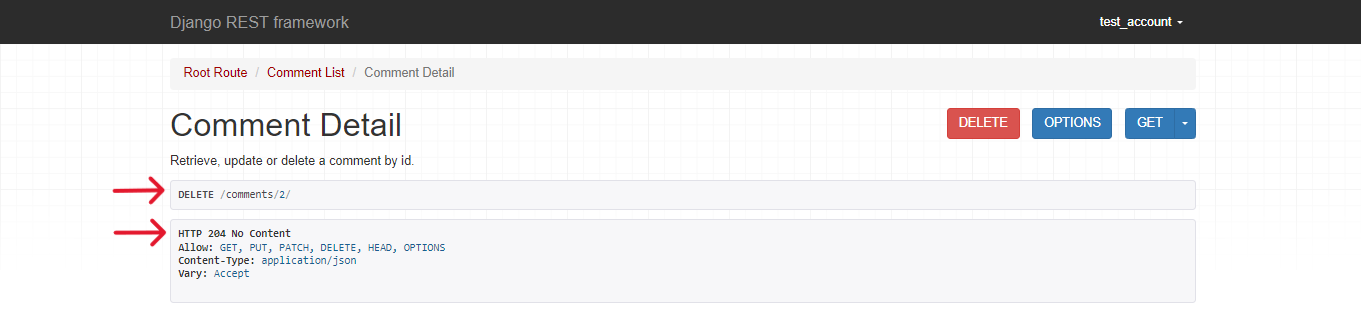 Django REST framework test_account
Root Route / Comment List / Comment Detail
Comment Detail DELETE OPTIONS GET
Retrieve, update or delete a comment by id.
DELETE /comments/2/
HTTP 204 No Content
Allow: GET, PUT, PATCH, DELETE, HEAD, OPTIONS
Content-Type: application/json
Vary: Accept